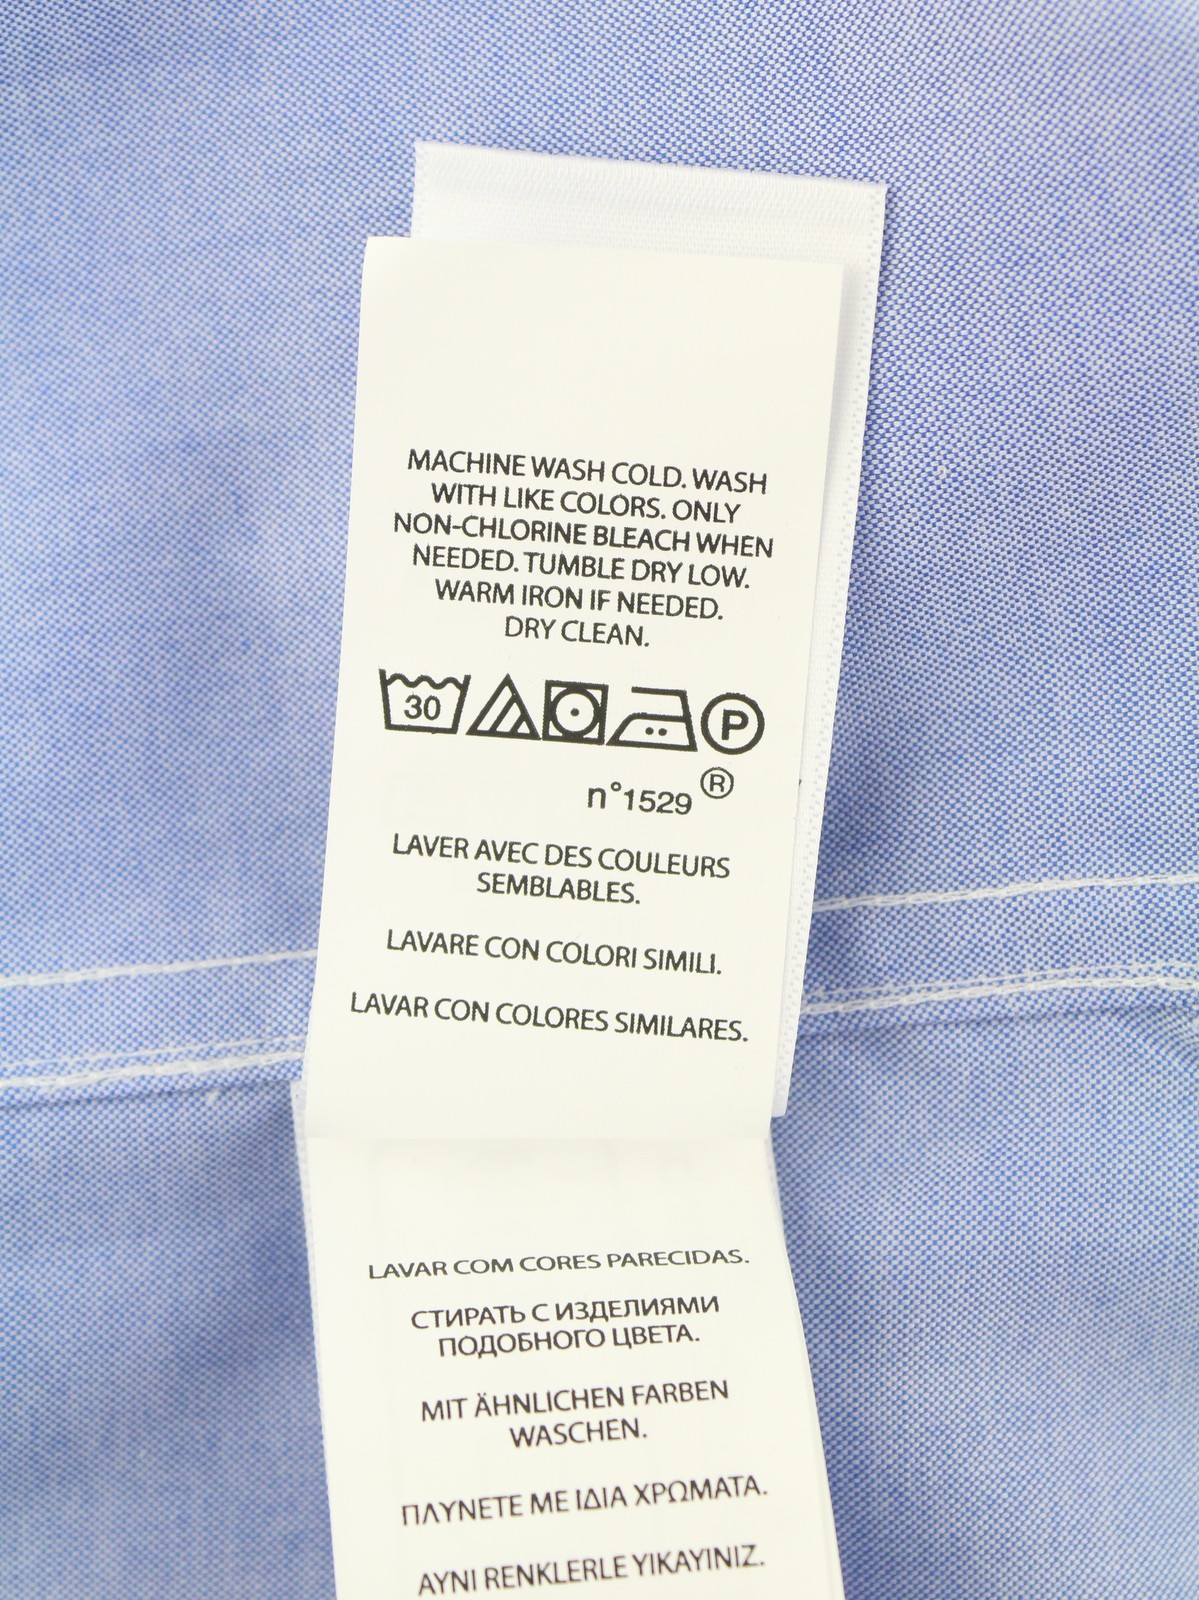 MACHINE WASH COLD. WASH
WITH LIKE COLORS. ONLY
NON-CHLORINE BLEACH WHEN
NEEDED. TUMBLE DRY LOW.
WARM IRON IF NEEDED.
DRY CLEAN.
30 P
n°1529 ®
LAVER AVEC DES COULEURS
SEMBLABLES.
LAVARE CON COLORI SIMILI.
LAVAR CON COLORES SIMILARES.
LAVAR COM CORES PARECIDAS.
СТИРАТЬ С ИЗДЕЛИЯМИ
ПОДОБНОГО ЦВЕТА.
MIT ÄHNLICHEN FARBEN
WASCHEN.
ΠΛΥΝΕΤΕ ΜΕ ΙΔΙΑ ΧΡΩΜΑΤΑ.
AYNI RENKLERLE YIKAYINIZ.